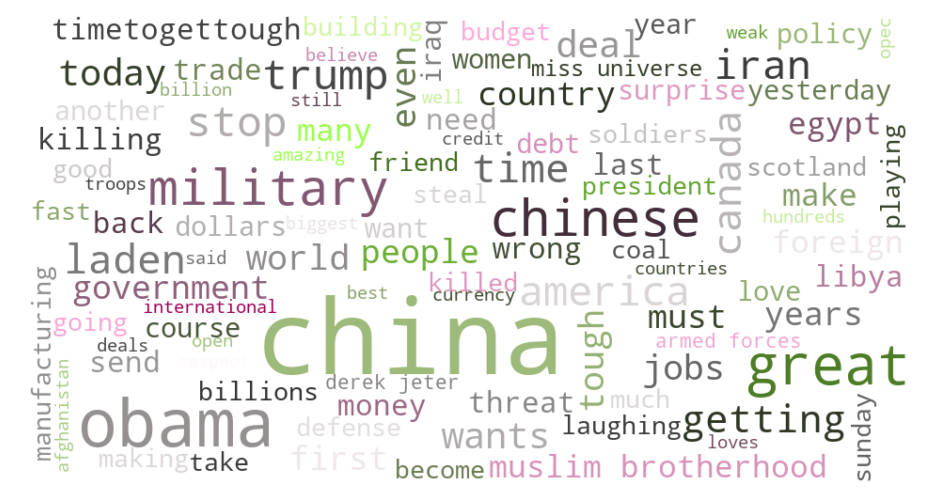 timetogettough building iraq budget deal year weak policy opec
today trade trump believe even women miss universe iran
billion still well country surprise yesterday
another stop many need credit debt soldiers canada egypt
killing amazing friend time last scotland playing
good troops military steal president make
fast back dollars biggest want chinese hundreds
laden said world people wrong coal foreign
government killed currency america countries love libya
manufacturing international best china must years
going course tough armed forces
deals open jobs great
afghanistan send respect
billions derek jeter
obama money threat much getting sunday
defense wants laughing loves
making take first become muslim brotherhood